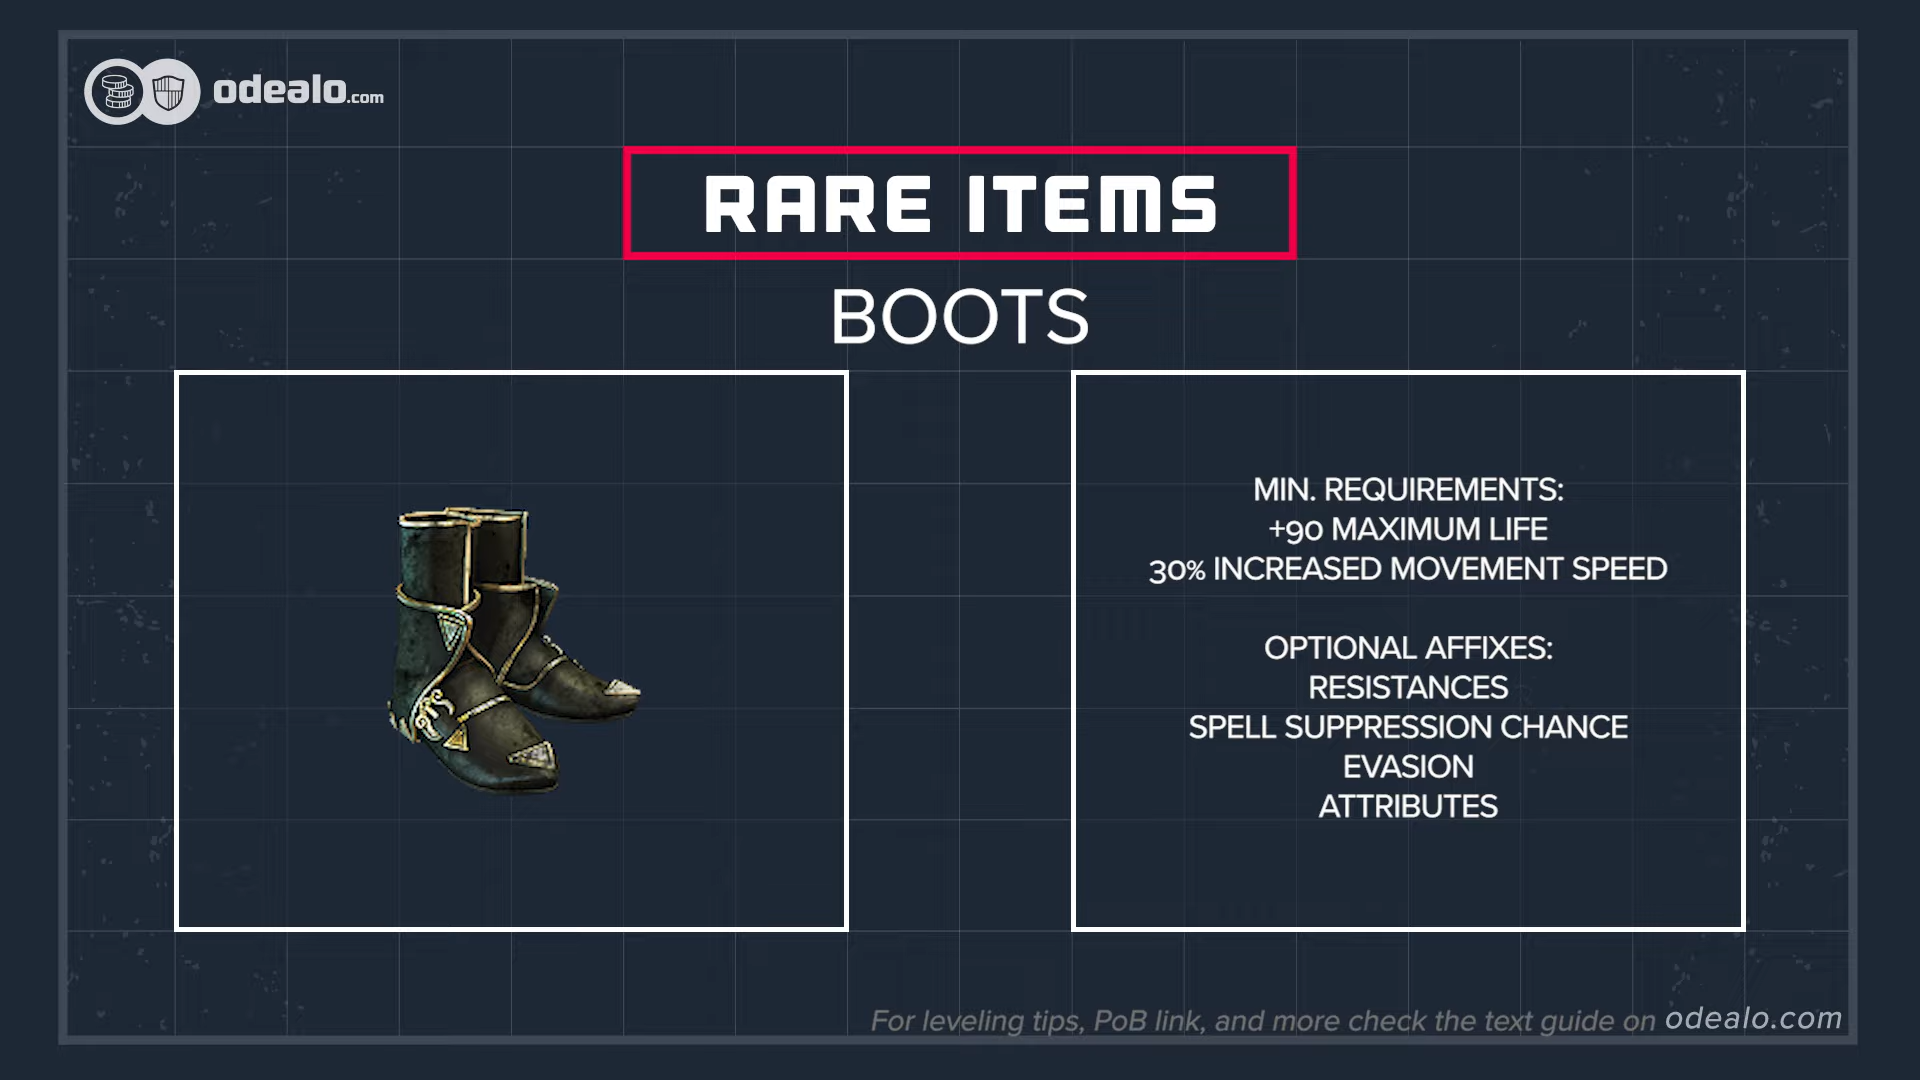 odealo.com
RARE ITEMS
BOOTS
MIN. REQUIREMENTS:
+90 MAXIMUM LIFE
30% INCREASED MOVEMENT SPEED
OPTIONAL AFFIXES:
RESISTANCES
SPELL SUPPRESSION CHANCE
EVASION
ATTRIBUTES
For leveling tips, PoB link, and more check the text guide on odealo.com